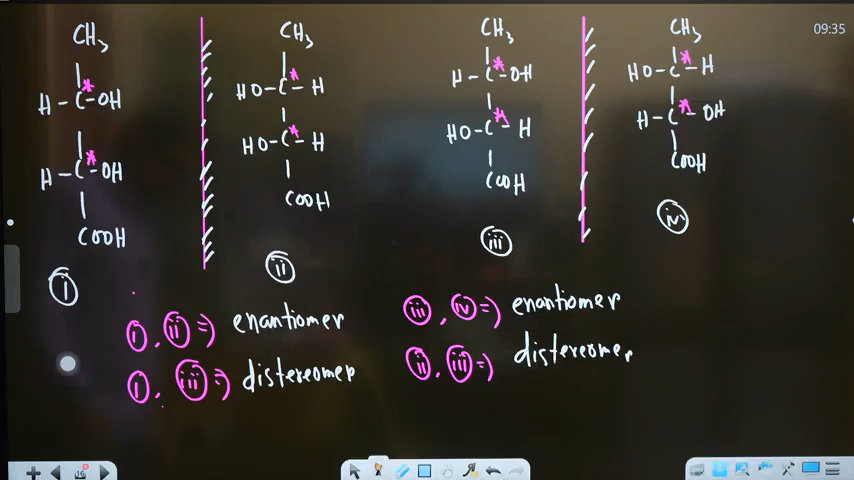 09:35
CH3
H-C*-OH
H-C*-OH
COOH
i
CH3
HO-C*-H
HO-C*-H
COOH
ii
CH3
H-C*-OH
HO-C*-H
COOH
iii
CH3
HO-C*-H
H-C*-OH
COOH
iv
i, ii => enantiomer
i, iii => distereomer
iii, iv => enantiomer
ii, iii => distereomer
16